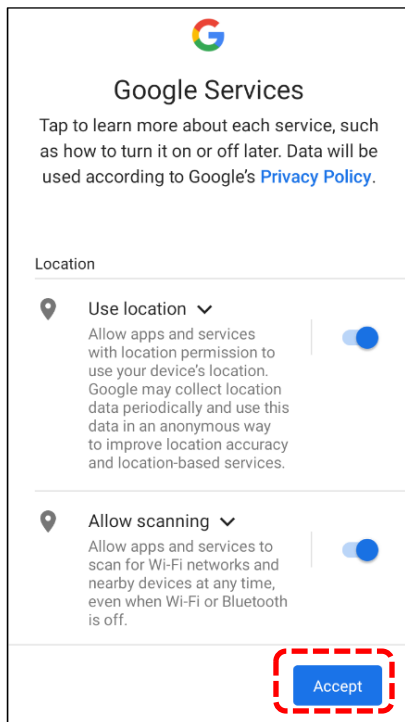 Google Services
Tap to learn more about each service, such
as how to turn it on or off later. Data will be
used according to Google's Privacy Policy.
Location
Use location
Allow apps and services
with location permission to
use your device's location.
Google may collect location
data periodically and use this
data in an anonymous way
to improve location accuracy
and location-based services.
Allow scanning
Allow apps and services to
scan for Wi-Fi networks and
nearby devices at any time,
even when Wi-Fi or Bluetooth
is off.
Accept